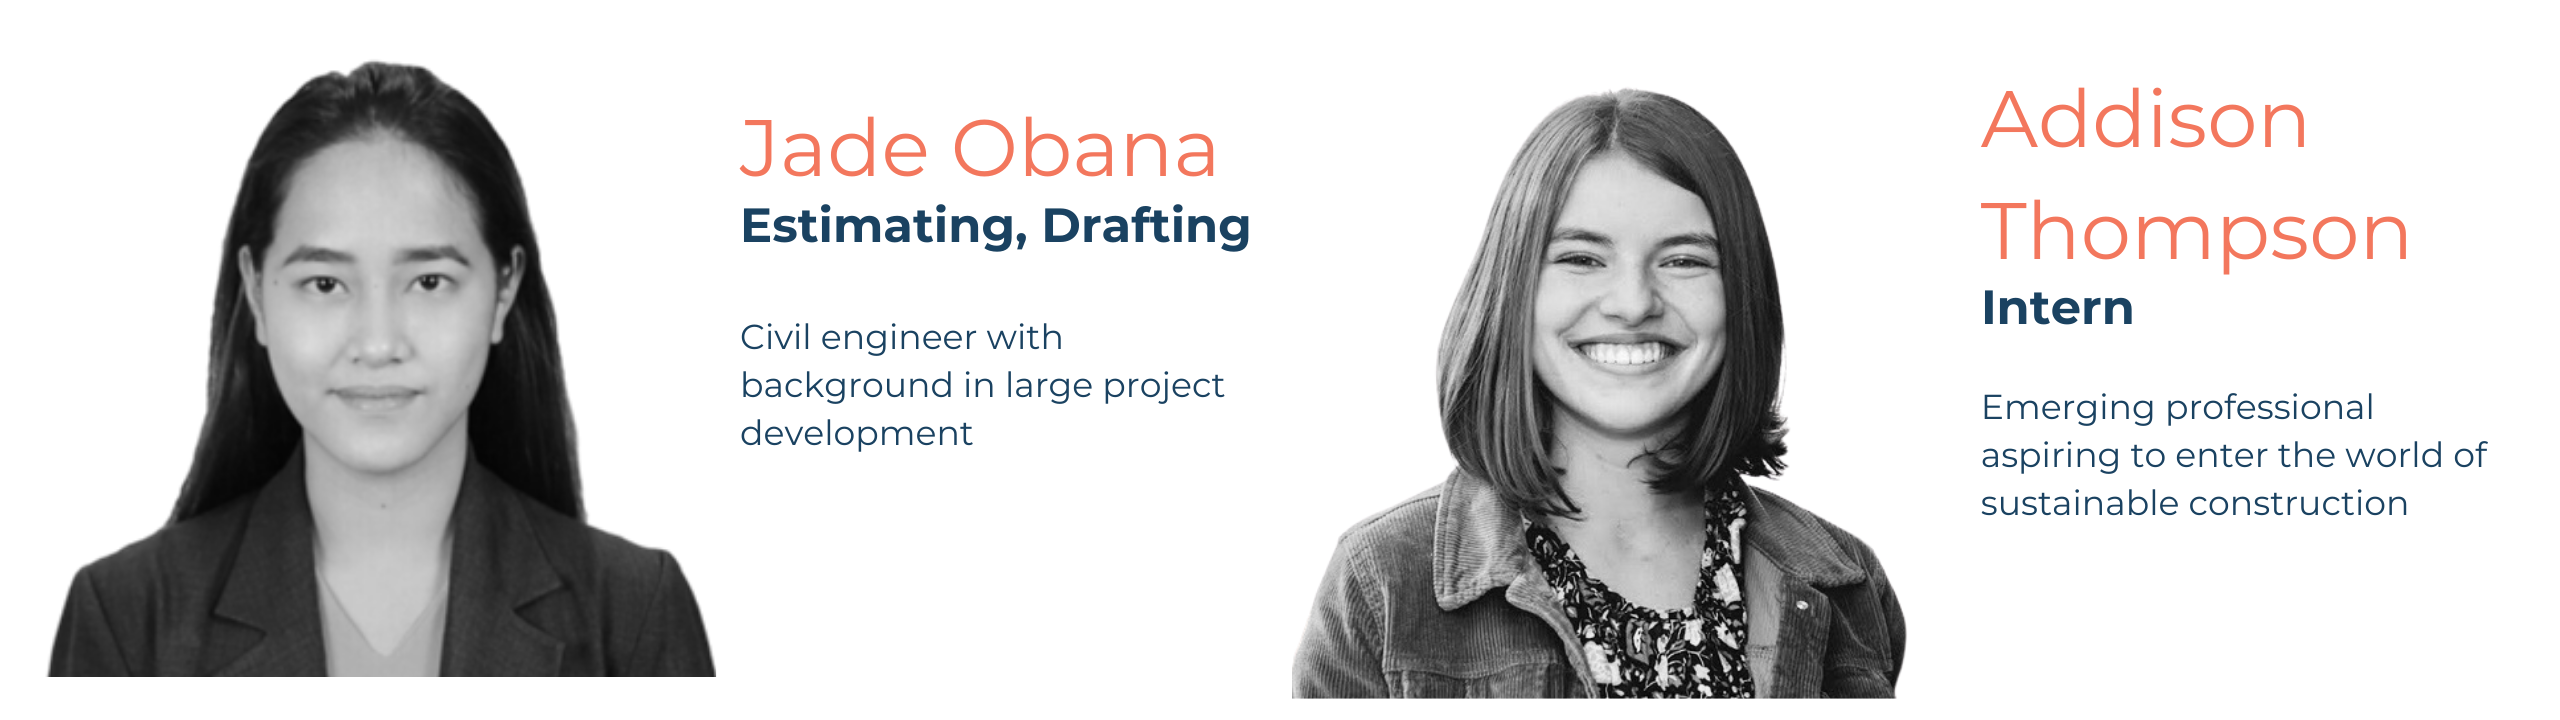 Jade Obana
Estimating, Drafting
Civil engineer with
background in large project
development
Addison
Thompson
Intern
Emerging professional
aspiring to enter the world of
sustainable construction